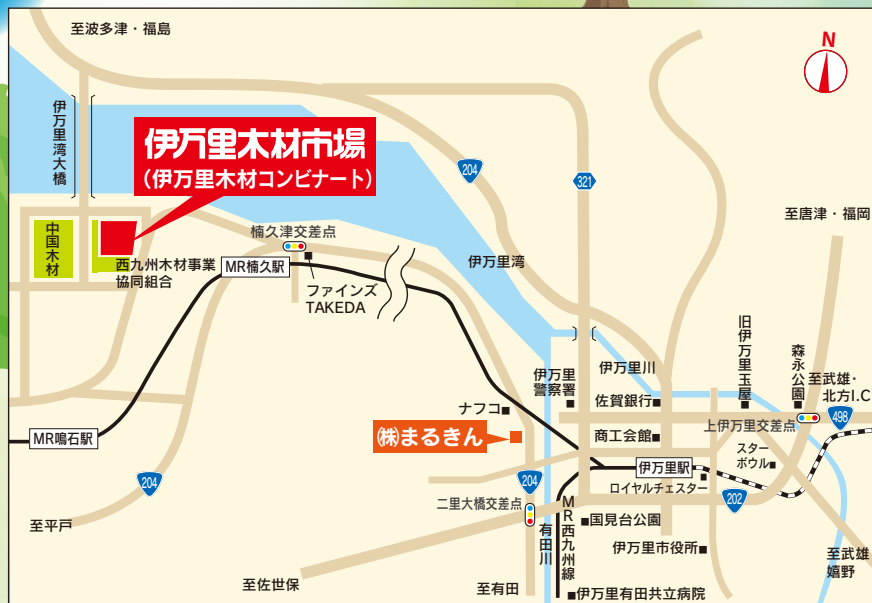 至波多津・福島
N
伊万里湾大橋
伊万里木材市場
(伊万里木材コンビナート)
204
321
至唐津・福岡
中国木材
楠久津交差点
西九州木材事業
協同組合
MR楠久駅
伊万里湾
ファインズ
TAKEDA
旧伊万里玉屋
森永公園
伊万里
警察署
伊万里川
至武雄・
北方I.C
ナフコ
佐賀銀行
498
上伊万里交差点
MR鳴石駅
(株)まるきん
商工会館
スター
ボウル
伊万里駅
204
204
ロイヤルチェスター
202
二里大橋交差点
有田川
MR西九州線
国見台公園
至平戸
伊万里市役所
至武雄
嬉野
至佐世保
至有田
伊万里有田共立病院